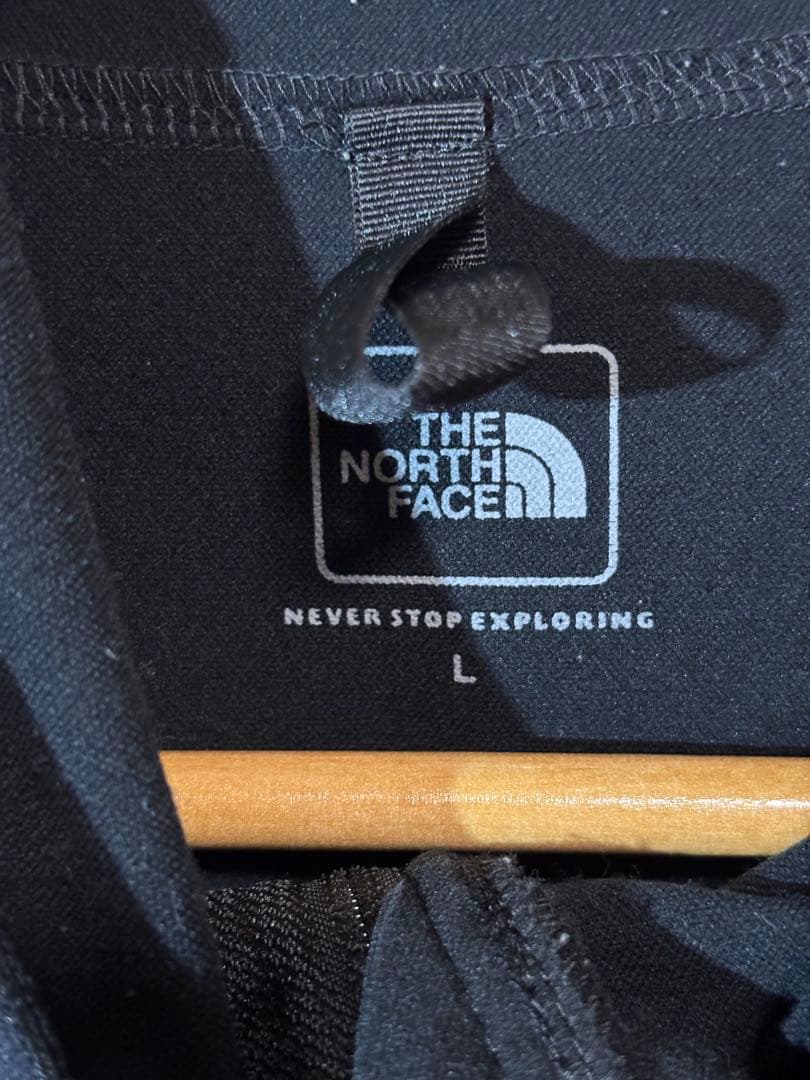 THE
NORTH
FACE
NEVER STOP EXPLORING
L